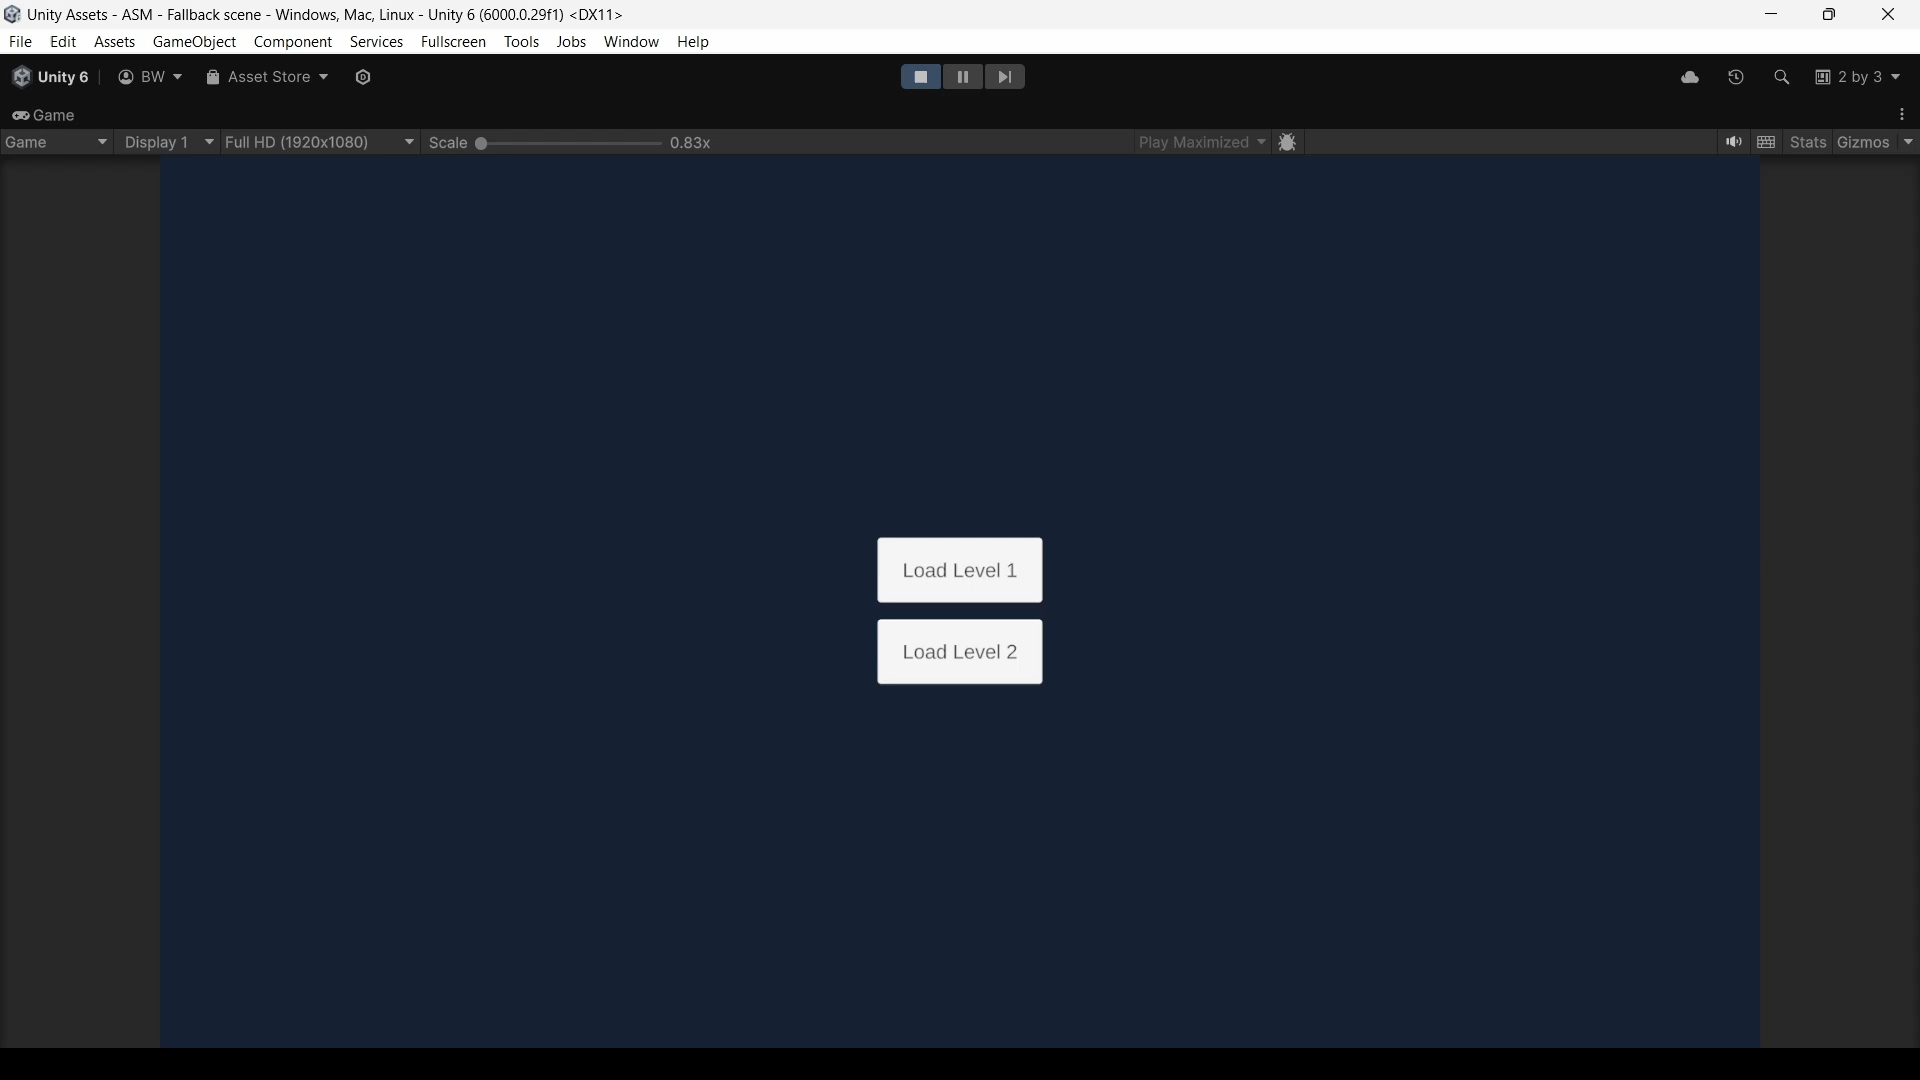 Unity Assets - ASM - Fallback scene - Windows, Mac, Linux - Unity 6 (6000.0.29f1) <DX11>
File Edit Assets GameObject Component Services Fullscreen Tools Jobs Window Help
Unity 6 BW Asset Store 2 by 3
Game
Game Display 1 Full HD (1920x1080) Scale 0.83x Play Maximized Stats Gizmos
Load Level 1
Load Level 2